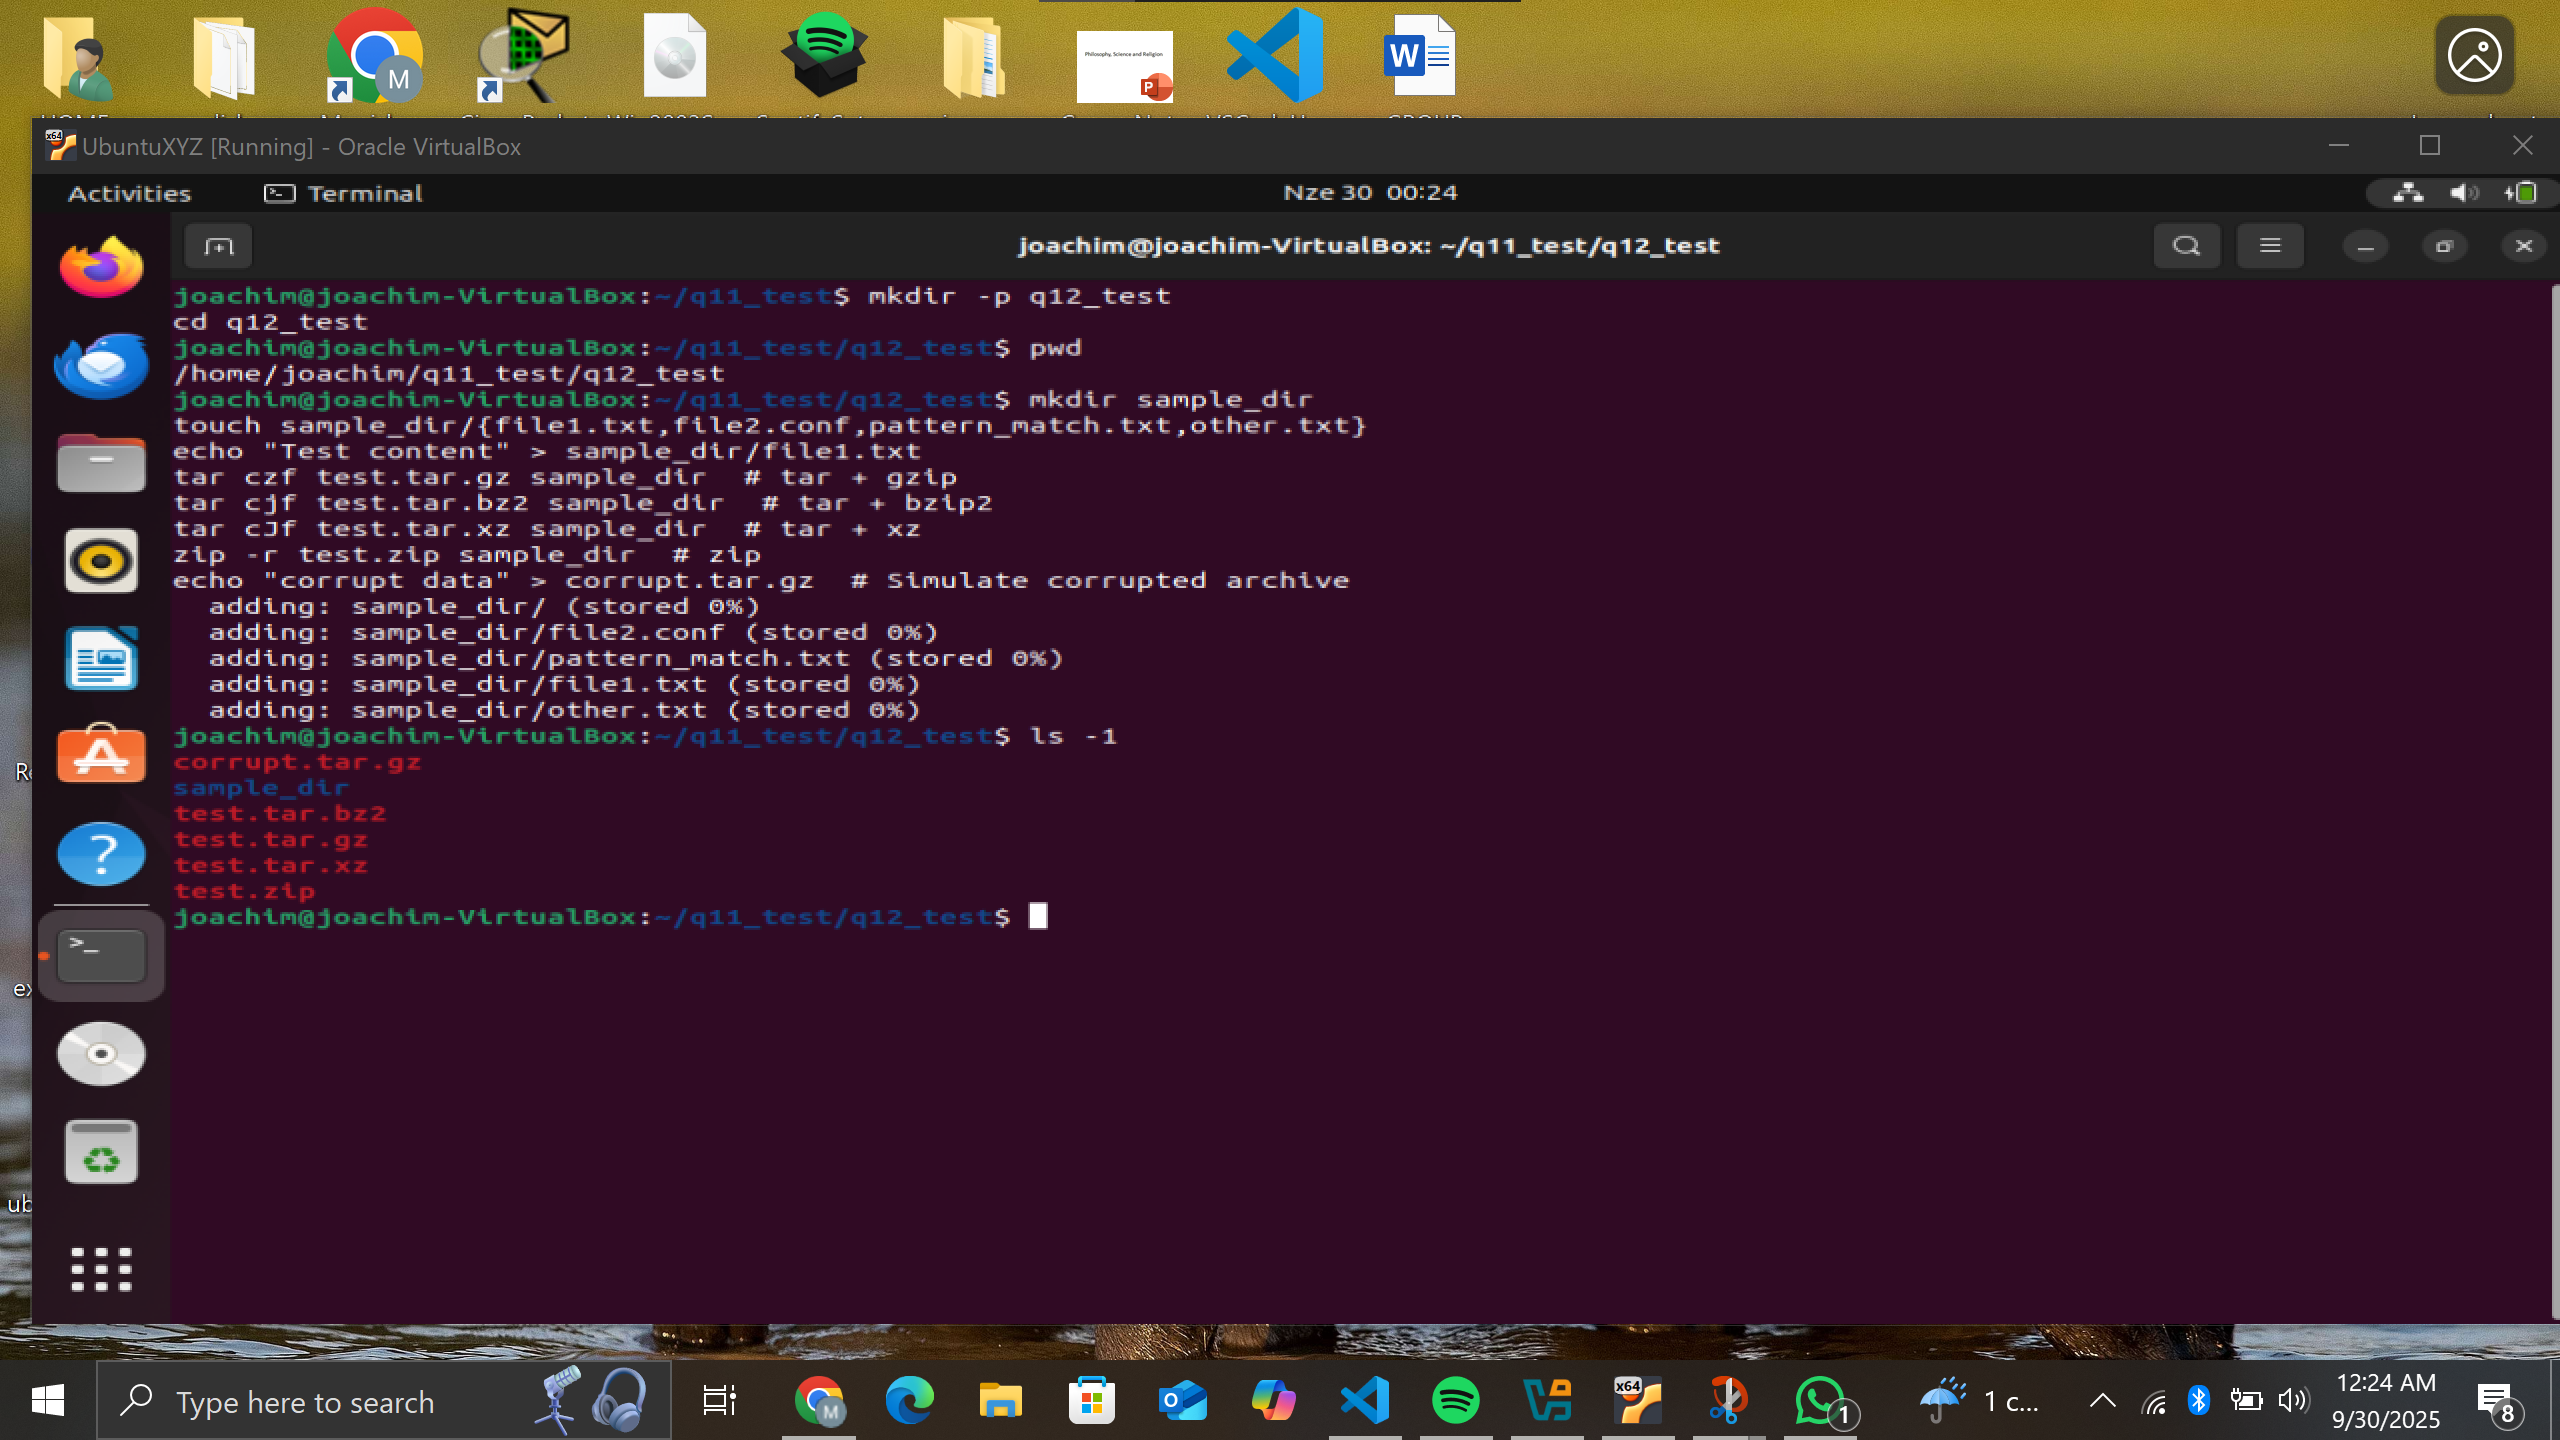 Philosophy, Science and Religion
UbuntuXYZ [Running] - Oracle VirtualBox
Activities
Terminal
Nze 30 00:24
joachim@joachim-VirtualBox: ~/q11_test/q12_test
joachim@joachim-VirtualBox:~/q11_test$ mkdir -p q12_test
cd q12_test
joachim@joachim-VirtualBox:~/q11_test/q12_test$ pwd
/home/joachim/q11_test/q12_test
joachim@joachim-VirtualBox:~/q11_test/q12_test$ mkdir sample_dir
touch sample_dir/{file1.txt,file2.conf,pattern_match.txt,other.txt}
echo "Test content" > sample_dir/file1.txt
tar czf test.tar.gz sample_dir  # tar + gzip
tar cjf test.tar.bz2 sample_dir  # tar + bzip2
tar cJf test.tar.xz sample_dir  # tar + xz
zip -r test.zip sample_dir  # zip
echo "corrupt data" > corrupt.tar.gz  # Simulate corrupted archive
  adding: sample_dir/ (stored 0%)
  adding: sample_dir/file2.conf (stored 0%)
  adding: sample_dir/pattern_match.txt (stored 0%)
  adding: sample_dir/file1.txt (stored 0%)
  adding: sample_dir/other.txt (stored 0%)
joachim@joachim-VirtualBox:~/q11_test/q12_test$ ls -1
corrupt.tar.gz
sample_dir
test.tar.bz2
test.tar.gz
test.tar.xz
test.zip
joachim@joachim-VirtualBox:~/q11_test/q12_test$
Type here to search
1 c...
12:24 AM
9/30/2025
8